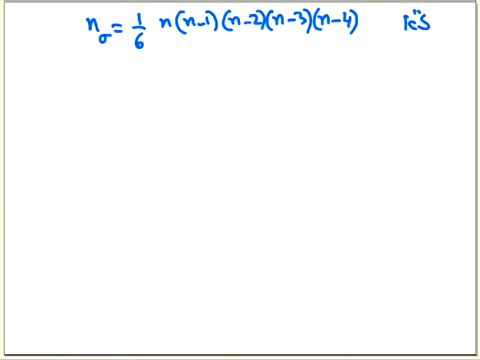 n_σ = 1/6 n(n-1)(n-2)(n-3)(n-4)